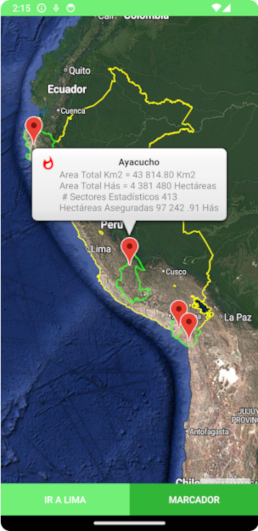 2:15
Colombia
Quito
Ecuador
Cuenca
Ayacucho
Area Total Km2 = 43 814.80 Km2
Area Total Hás = 4 381 480 Hectáreas
# Sectores Estadísticos 413
Hectáreas Aseguradas 97 242 .91 Hás
Perú
Lima
Cusco
La Paz
JUJUY
Antofagasta
Chile
IR A LIMA
MARCADOR